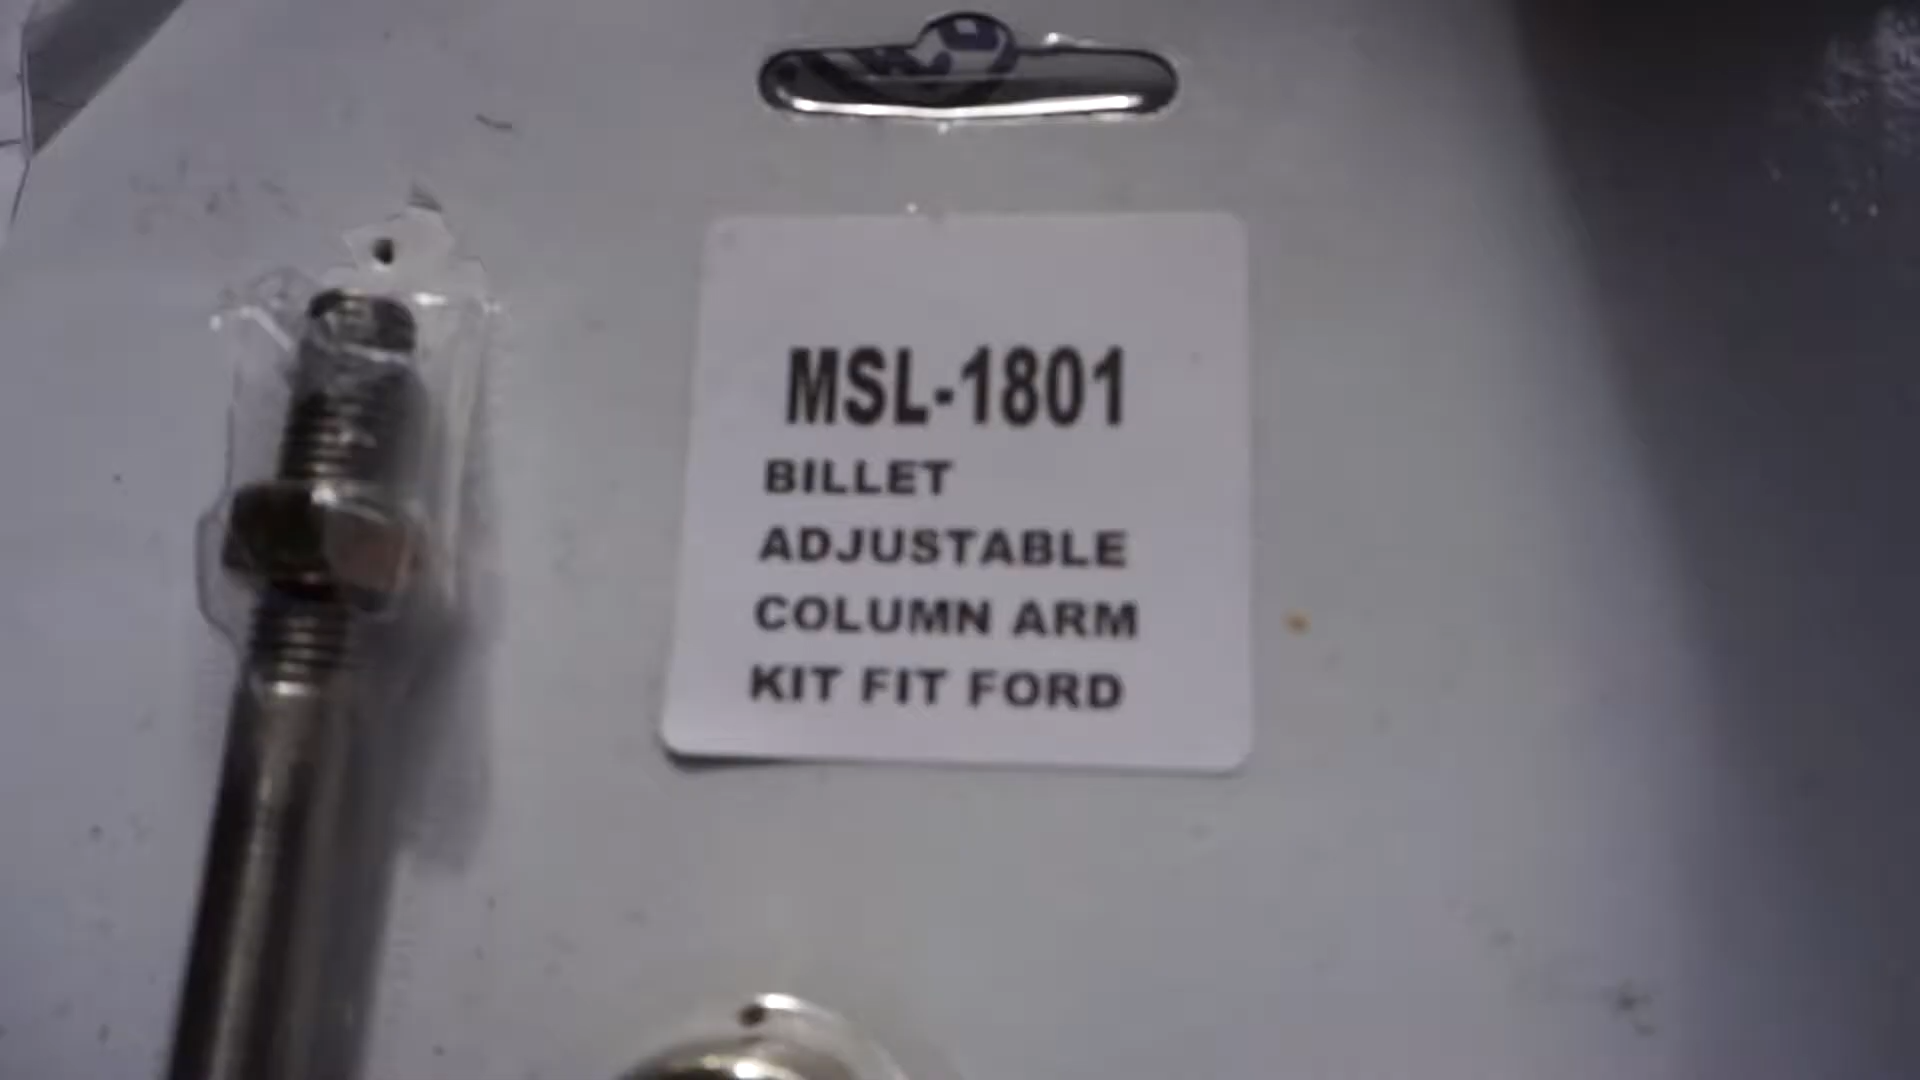 MSL-1801
BILLET
ADJUSTABLE
COLUMN ARM
KIT FIT FORD